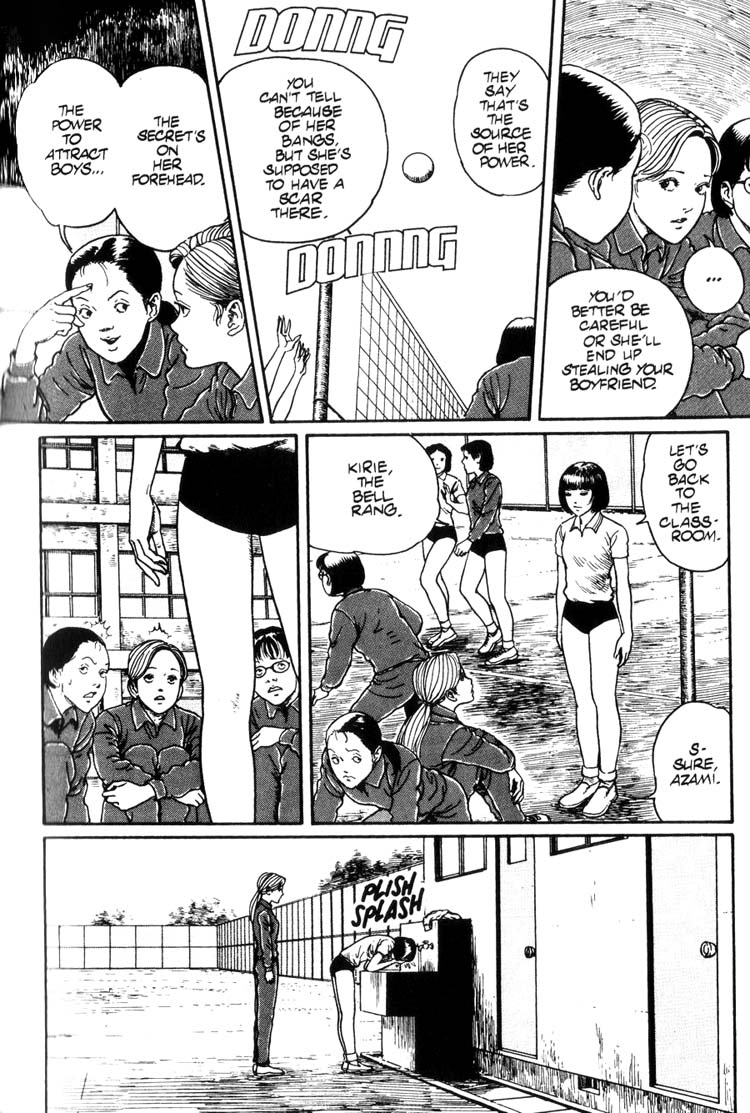 THE
SECRET'S
ON
HER
FOREHEAD.
THE
POWER
TO
ATTRACT
BOYS...
DONNG
YOU
CAN'T TELL
BECAUSE
OF HER
BANGS,
BUT SHE'S
SUPPOSED
TO HAVE A
SCAR
THERE.
THEY
SAY
THAT'S
THE
SOURCE
OF HER
POWER.
DONNNG
...
YOU'D
BETTER BE
CAREFUL
OR SHE'LL
END UP
STEALING YOUR
BOYFRIEND.
KIRIE,
THE
BELL
RANG.
LET'S
GO
BACK
TO
THE
CLASS-
ROOM.
S-
SURE,
AZAMI.
PLISH
SPLASH